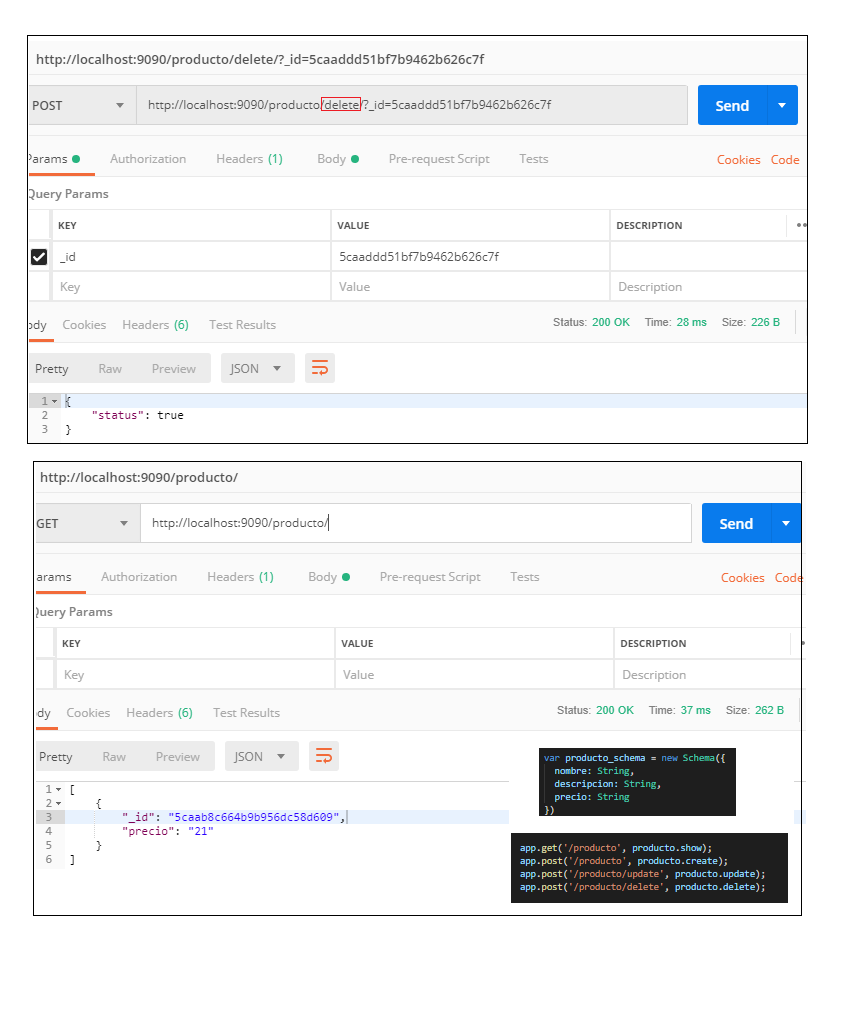 http://localhost:9090/producto/delete/?_id=5caaddd51bf7b9462b626c7f
POST http://localhost:9090/producto/delete/?_id=5caaddd51bf7b9462b626c7f Send
Params Authorization Headers (1) Body Pre-request Script Tests Cookies Code
Query Params
KEY VALUE DESCRIPTION
_id 5caaddd51bf7b9462b626c7f
Key Value Description
ody Cookies Headers (6) Test Results Status: 200 OK Time: 28 ms Size: 226 B
Pretty Raw Preview JSON
1 {
2 "status": true
3 }
http://localhost:9090/producto/
GET http://localhost:9090/producto/ Send
arams Authorization Headers (1) Body Pre-request Script Tests Cookies Code
Query Params
KEY VALUE DESCRIPTION
Key Value Description
dy Cookies Headers (6) Test Results Status: 200 OK Time: 37 ms Size: 262 B
Pretty Raw Preview JSON
1 [
2 {
3 "_id": "5caab8c664b9b956dc58d609",
4 "precio": "21"
5 }
6 ]
var producto_schema = new Schema({
nombre: String,
descripcion: String,
precio: String
})
app.get('/producto', producto.show);
app.post('/producto', producto.create);
app.post('/producto/update', producto.update);
app.post('/producto/delete', producto.delete);